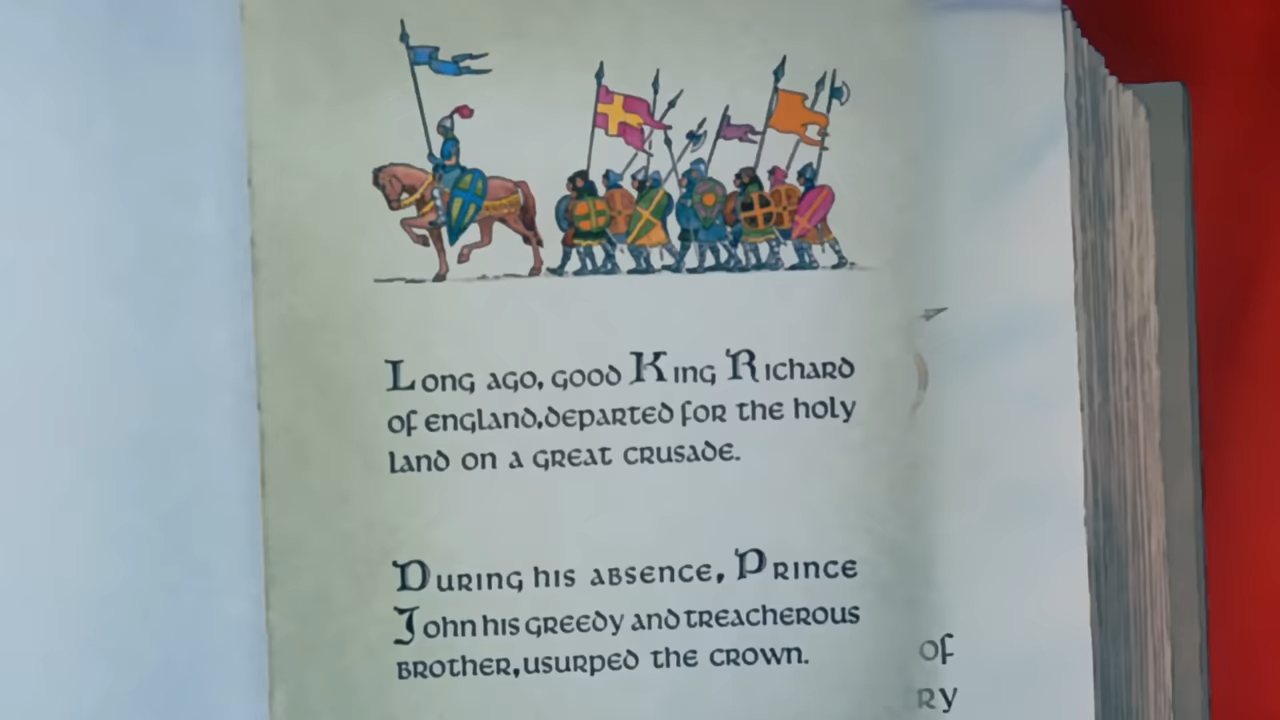 Long ago, good King Richard
of england, departed for the holy
land on a great crusade.
During his absence, Prince
John his greedy and treacherous
brother, usurped the crown.
of
ry